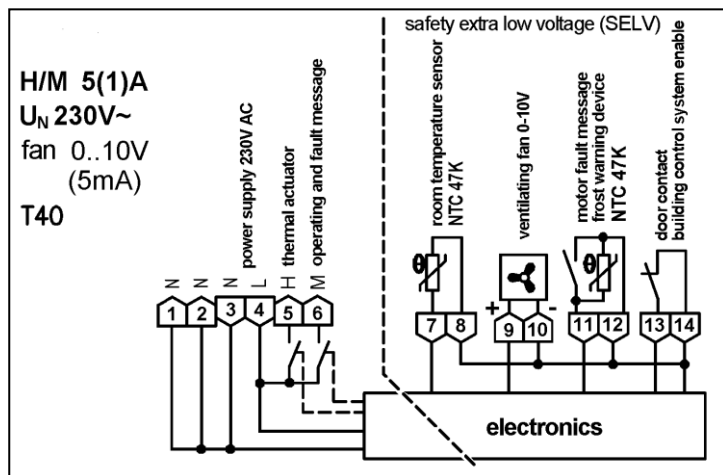 safety extra low voltage (SELV)
H/M 5(1)A
UN 230V~
fan 0..10V
(5mA)
T40
power supply 230V AC
thermal actuator
operating and fault message
room temperature sensor
NTC 47K
ventilating fan 0-10V
motor fault message
frost warning device
NTC 47K
door contact
building control system enable
N N N L H M
1 2 3 4 5 6
θ + - θ
7 8 9 10 11 12 13 14
electronics